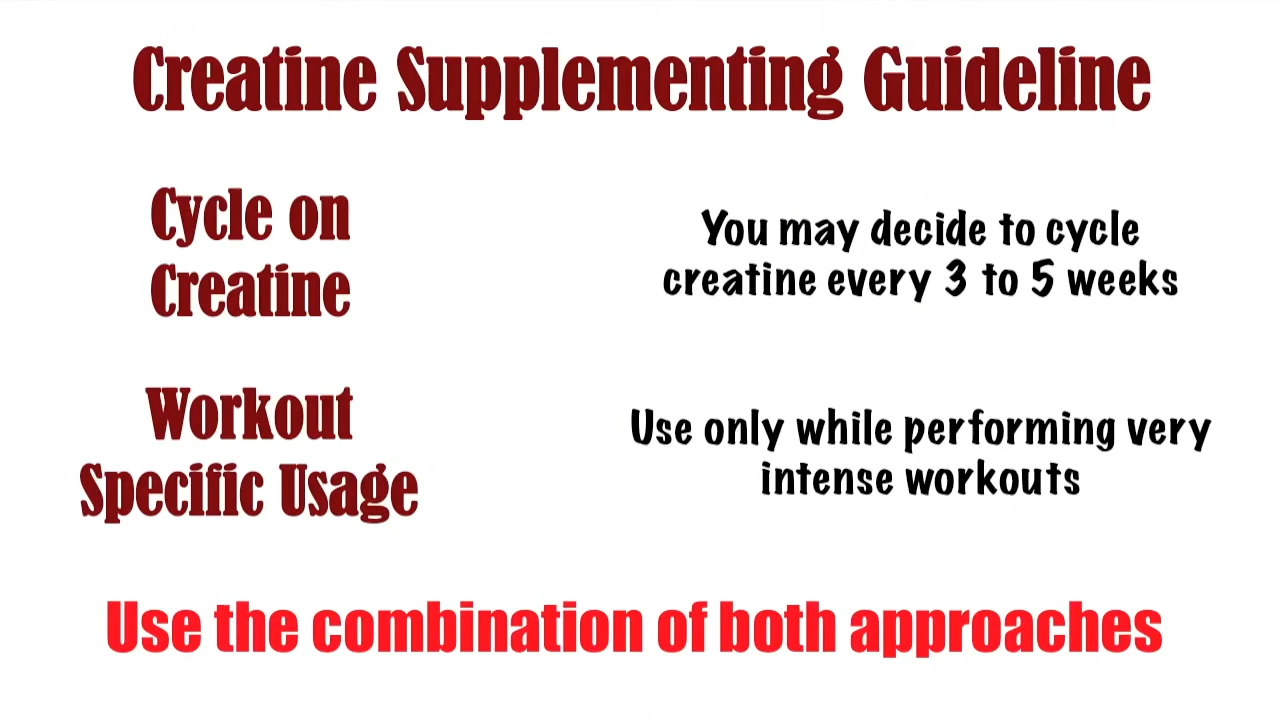 Creatine Supplementing Guideline
Cycle on
Creatine
You may decide to cycle
creatine every 3 to 5 weeks
Workout
Specific Usage
Use only while performing very
intense workouts
Use the combination of both approaches